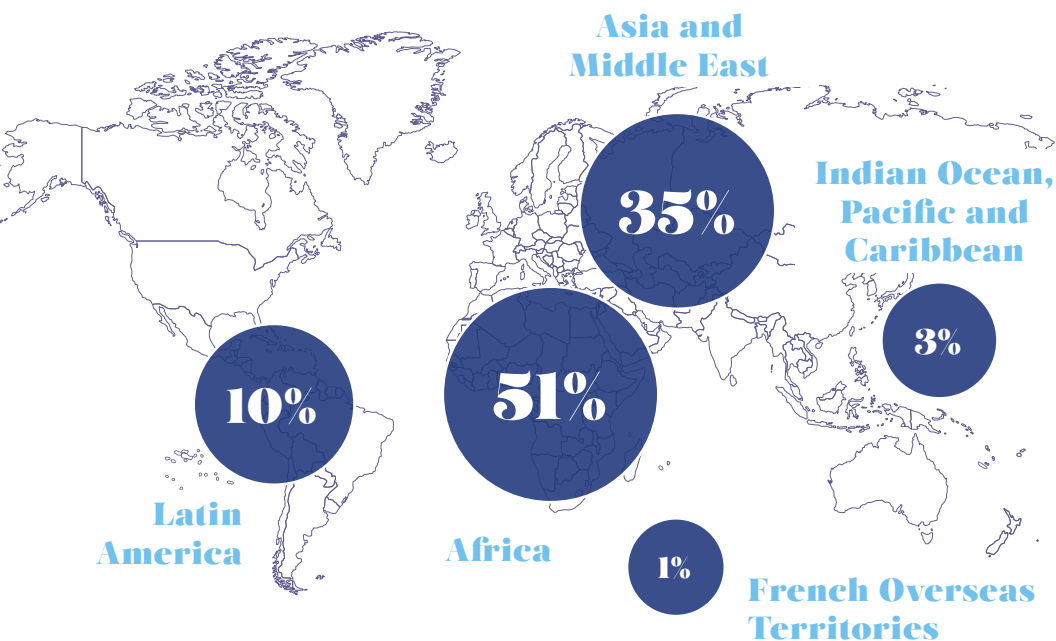 Asia and
Middle East
35%
Indian Ocean,
Pacific and
Caribbean
3%
10%
Latin
America
51%
Africa
1%
French Overseas
Territories